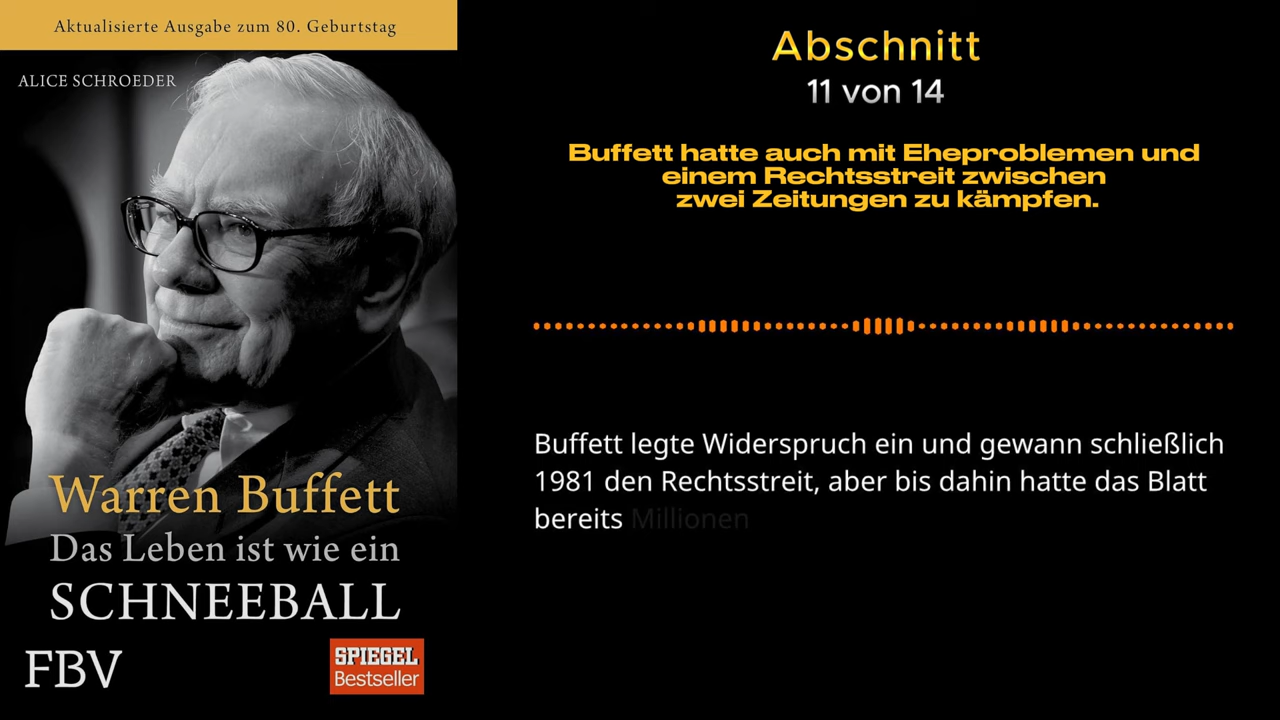 Aktualisierte Ausgabe zum 80. Geburtstag
ALICE SCHROEDER
Warren Buffett
Das Leben ist wie ein
SCHNEEBALL
FBV
SPIEGEL
Bestseller
Abschnitt
11 von 14
Buffett hatte auch mit Eheproblemen und
einem Rechtsstreit zwischen
zwei Zeitungen zu kämpfen.
Buffett legte Widerspruch ein und gewann schließlich
1981 den Rechtsstreit, aber bis dahin hatte das Blatt
bereits Millionen